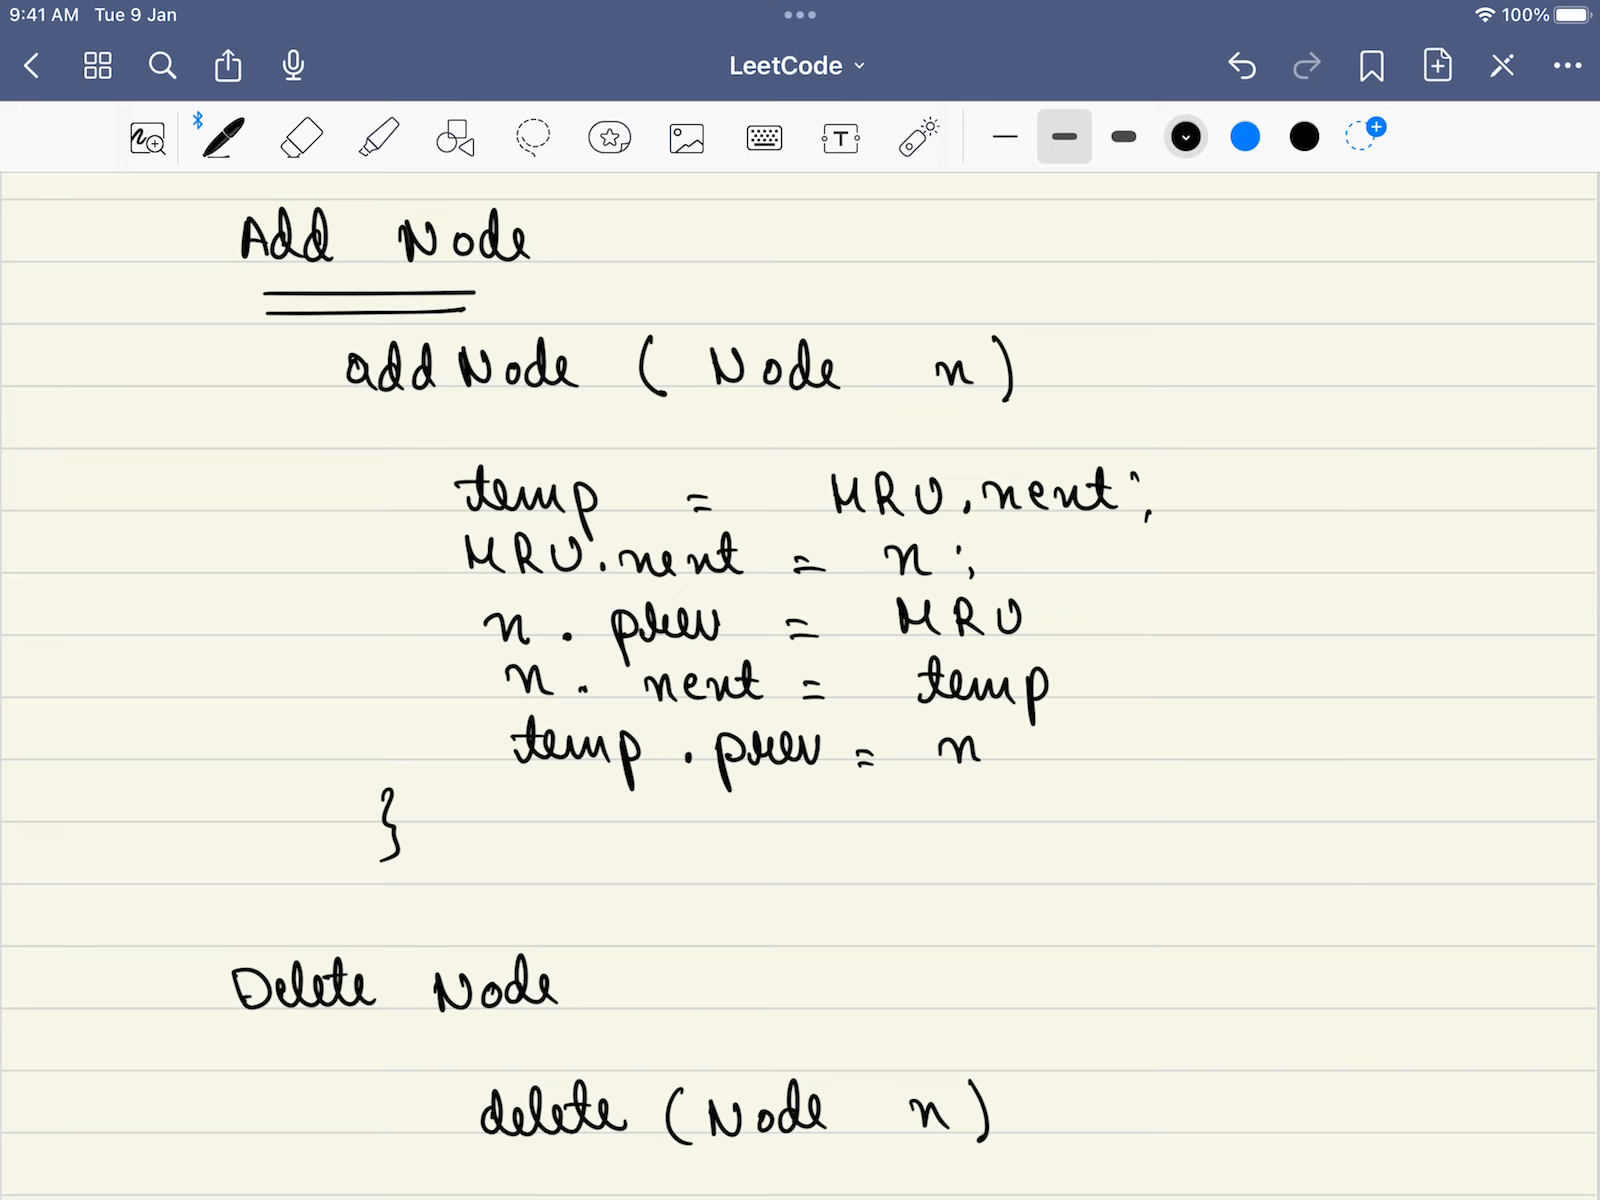 9:41 AM Tue 9 Jan 100%
LeetCode
T
Add Node
addNode ( Node n )
temp = MRU.next ;
MRU.next = n ;
n . prev = MRU
n . next = temp
temp . prev = n
}
Delete Node
delete ( Node n )